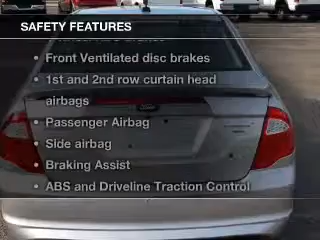 SAFETY FEATURES
• Front Ventilated disc brakes
• 1st and 2nd row curtain head
airbags
• Passenger Airbag
• Side airbag
• Braking Assist
• ABS and Driveline Traction Control